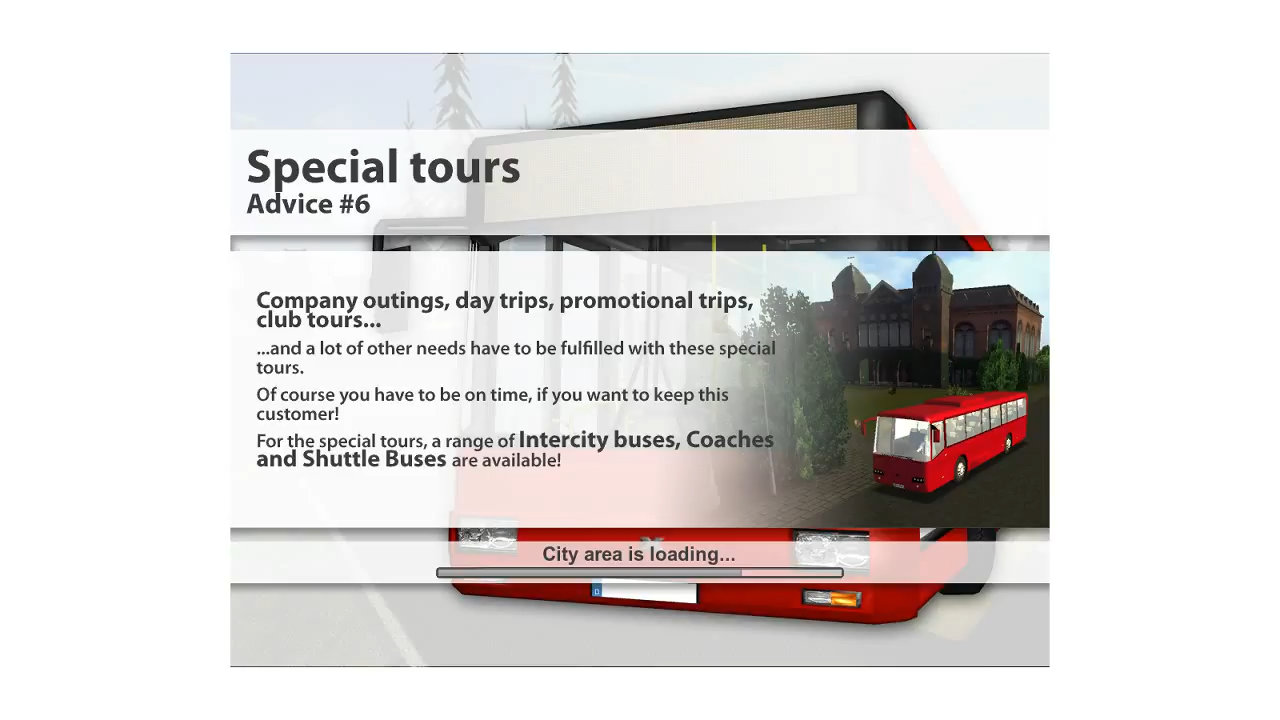 Special tours
Advice #6
Company outings, day trips, promotional trips,
club tours...
...and a lot of other needs have to be fulfilled with these special
tours.
Of course you have to be on time, if you want to keep this
customer!
For the special tours, a range of Intercity buses, Coaches
and Shuttle Buses are available!
City area is loading...